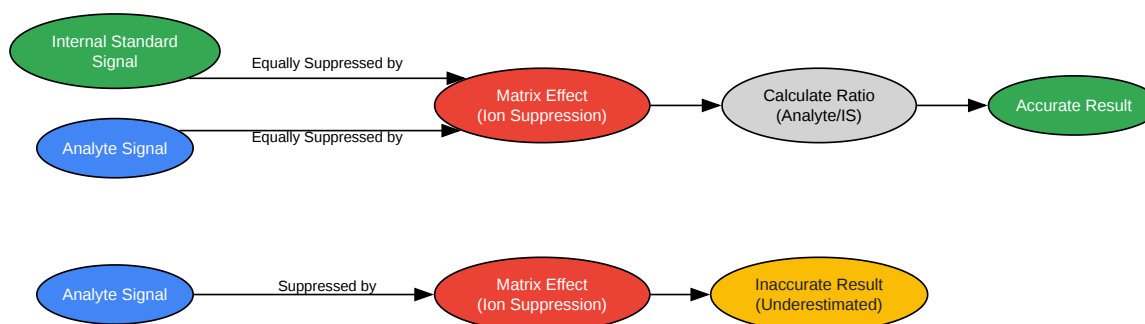 Internal Standard
Signal
Equally Suppressed by
Analyte Signal
Equally Suppressed by
Matrix Effect
(Ion Suppression)
Calculate Ratio
(Analyte/IS)
Accurate Result
Analyte Signal
Suppressed by
Matrix Effect
(Ion Suppression)
Inaccurate Result
(Underestimated)